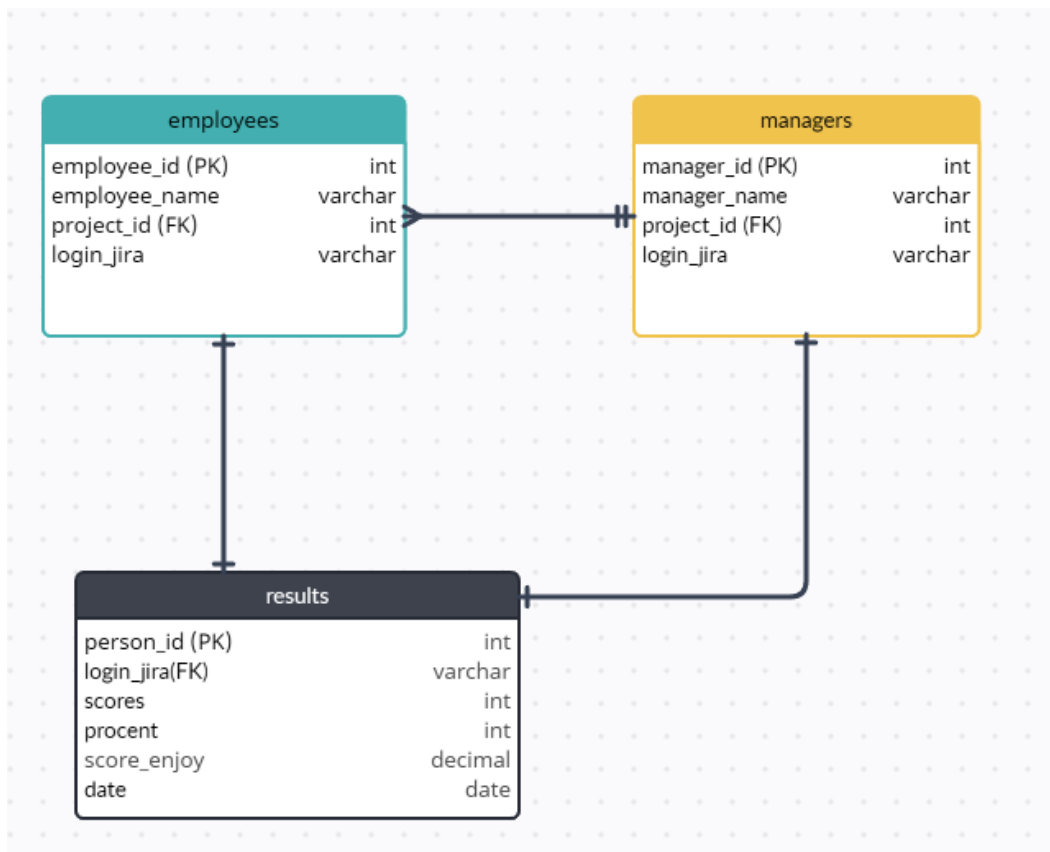 employees
employee_id (PK) int
employee_name varchar
project_id (FK) int
login_jira varchar
managers
manager_id (PK) int
manager_name varchar
project_id (FK) int
login_jira varchar
results
person_id (PK) int
login_jira(FK) varchar
scores int
procent int
score_enjoy decimal
date date